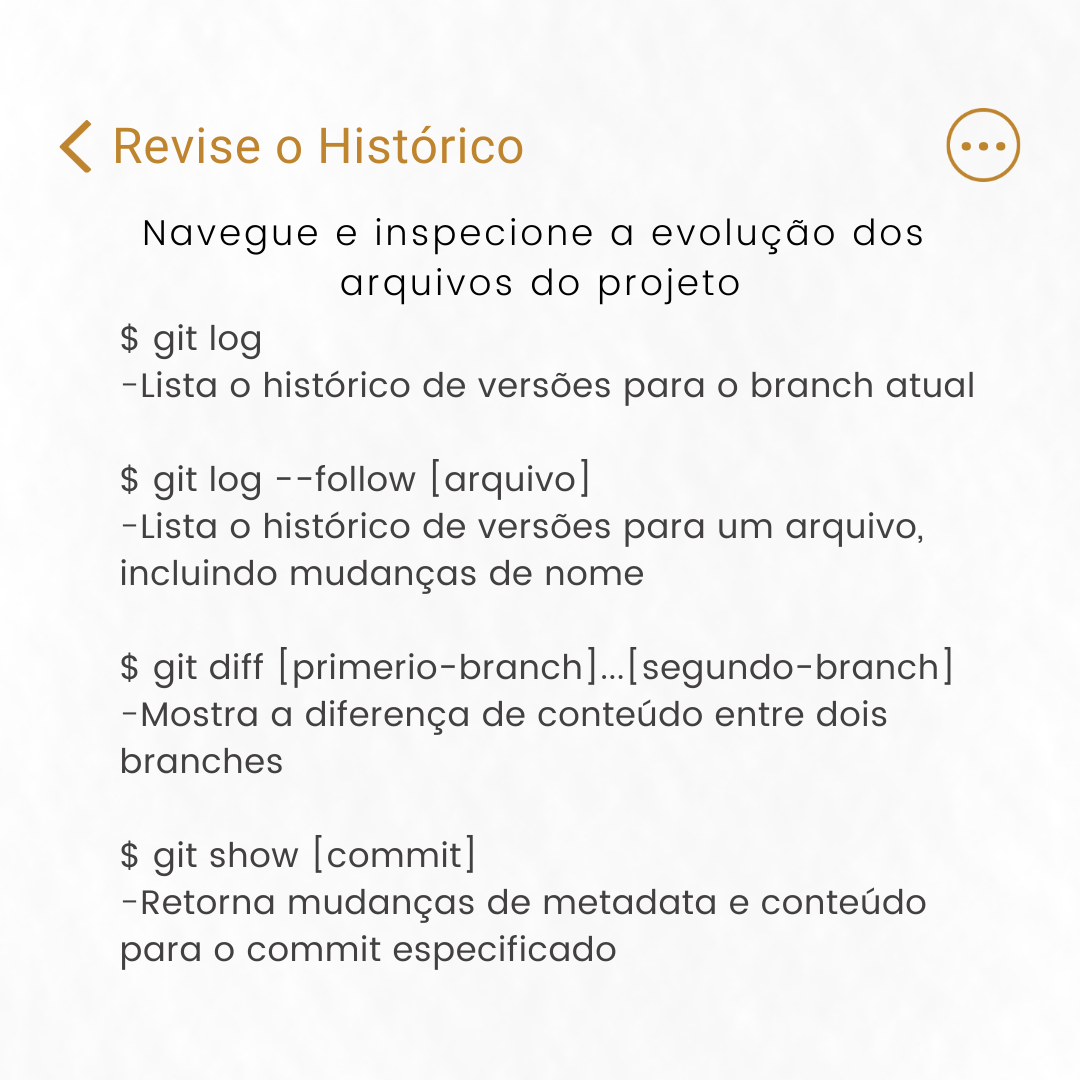 Revise o Histórico
Navegue e inspecione a evolução dos
arquivos do projeto
$ git log
-Lista o histórico de versões para o branch atual
$ git log --follow [arquivo]
-Lista o histórico de versões para um arquivo,
incluindo mudanças de nome
$ git diff [primerio-branch]...[segundo-branch]
-Mostra a diferença de conteúdo entre dois
branches
$ git show [commit]
-Retorna mudanças de metadata e conteúdo
para o commit especificado